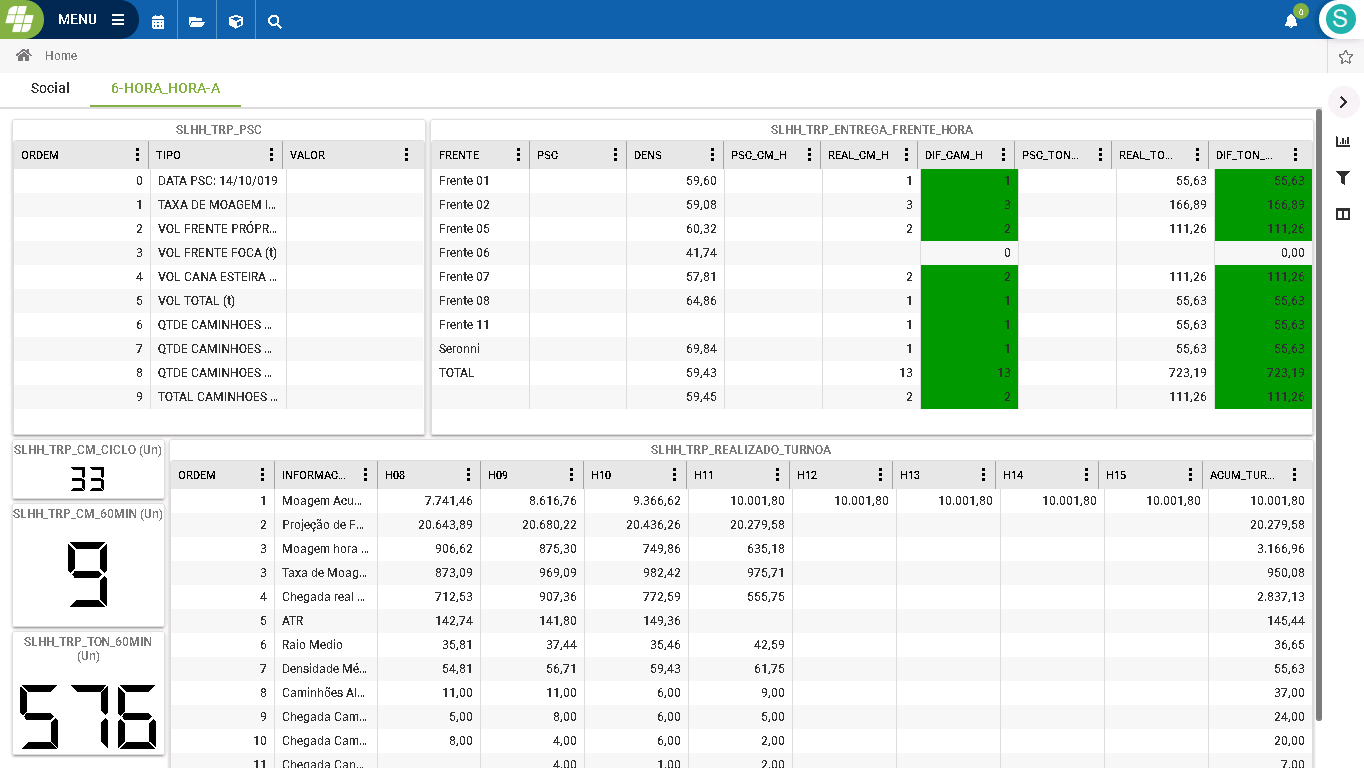 MENU
0
S
Home
Social 6-HORA_HORA-A
SLHH_TRP_PSC
ORDEM TIPO VALOR
0 DATA PSC: 14/10/019
1 TAXA DE MOAGEM I...
2 VOL FRENTE PRÓPR...
3 VOL FRENTE FOCA (t)
4 VOL CANA ESTEIRA ...
5 VOL TOTAL (t)
6 QTDE CAMINHOES ...
7 QTDE CAMINHOES ...
8 QTDE CAMINHOES ...
9 TOTAL CAMINHOES ...
SLHH_TRP_ENTREGA_FRENTE_HORA
FRENTE PSC DENS PSC_CM_H REAL_CM_H DIF_CAM_H PSC_TON... REAL_TO... DIF_TON_...
Frente 01 59,60 1 1 55,63 55,63
Frente 02 59,08 3 3 166,89 166,89
Frente 05 60,32 2 2 111,26 111,26
Frente 06 41,74 0 0,00
Frente 07 57,81 2 2 111,26 111,26
Frente 08 64,86 1 1 55,63 55,63
Frente 11 1 1 55,63 55,63
Seronni 69,84 1 1 55,63 55,63
TOTAL 59,43 13 13 723,19 723,19
59,45 2 2 111,26 111,26
SLHH_TRP_CM_CICLO (Un)
33
SLHH_TRP_CM_60MIN (Un)
9
SLHH_TRP_TON_60MIN
(Un)
576
SLHH_TRP_REALIZADO_TURNOA
ORDEM INFORMAC... H08 H09 H10 H11 H12 H13 H14 H15 ACUM_TUR...
1 Moagem Acu... 7.741,46 8.616,76 9.366,62 10.001,80 10.001,80 10.001,80 10.001,80 10.001,80 10.001,80
2 Projeção de F... 20.643,89 20.680,22 20.436,26 20.279,58 20.279,58
3 Moagem hora ... 906,62 875,30 749,86 635,18 3.166,96
3 Taxa de Moag... 873,09 969,09 982,42 975,71 950,08
4 Chegada real ... 712,53 907,36 772,59 555,75 2.837,13
5 ATR 142,74 141,80 149,36 145,44
6 Raio Medio 35,81 37,44 35,46 42,59 36,65
7 Densidade Mé... 54,81 56,71 59,43 61,75 55,63
8 Caminhões Al... 11,00 11,00 6,00 9,00 37,00
9 Chegada Cam... 5,00 8,00 6,00 5,00 24,00
10 Chegada Cam... 8,00 4,00 6,00 2,00 20,00
11 Chegada Can... 4,00 1,00 2,00 7,00